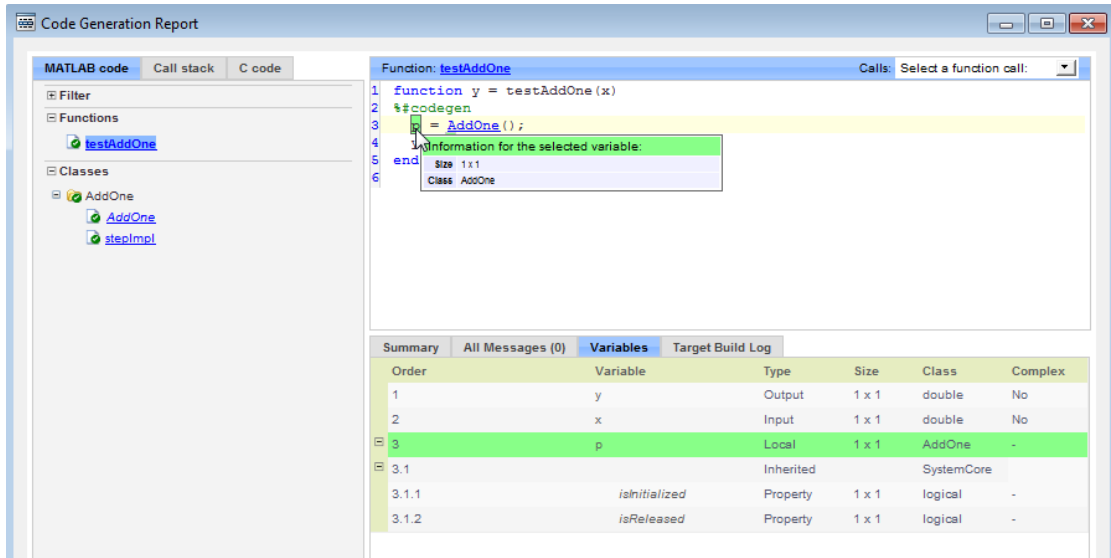 Code Generation Report
MATLAB code Call stack C code
Filter
Functions
testAddOne
Classes
AddOne
AddOne
stepImpl
Function: testAddOne Calls: Select a function call:
1 function y = testAddOne(x)
2 %#codegen
3 p = AddOne();
4
5 end
6
Information for the selected variable:
Size 1 x 1
Class AddOne
Summary All Messages (0) Variables Target Build Log
Order Variable Type Size Class Complex
1 y Output 1 x 1 double No
2 x Input 1 x 1 double No
3 p Local 1 x 1 AddOne -
3.1 Inherited SystemCore
3.1.1 isInitialized Property 1 x 1 logical -
3.1.2 isReleased Property 1 x 1 logical -